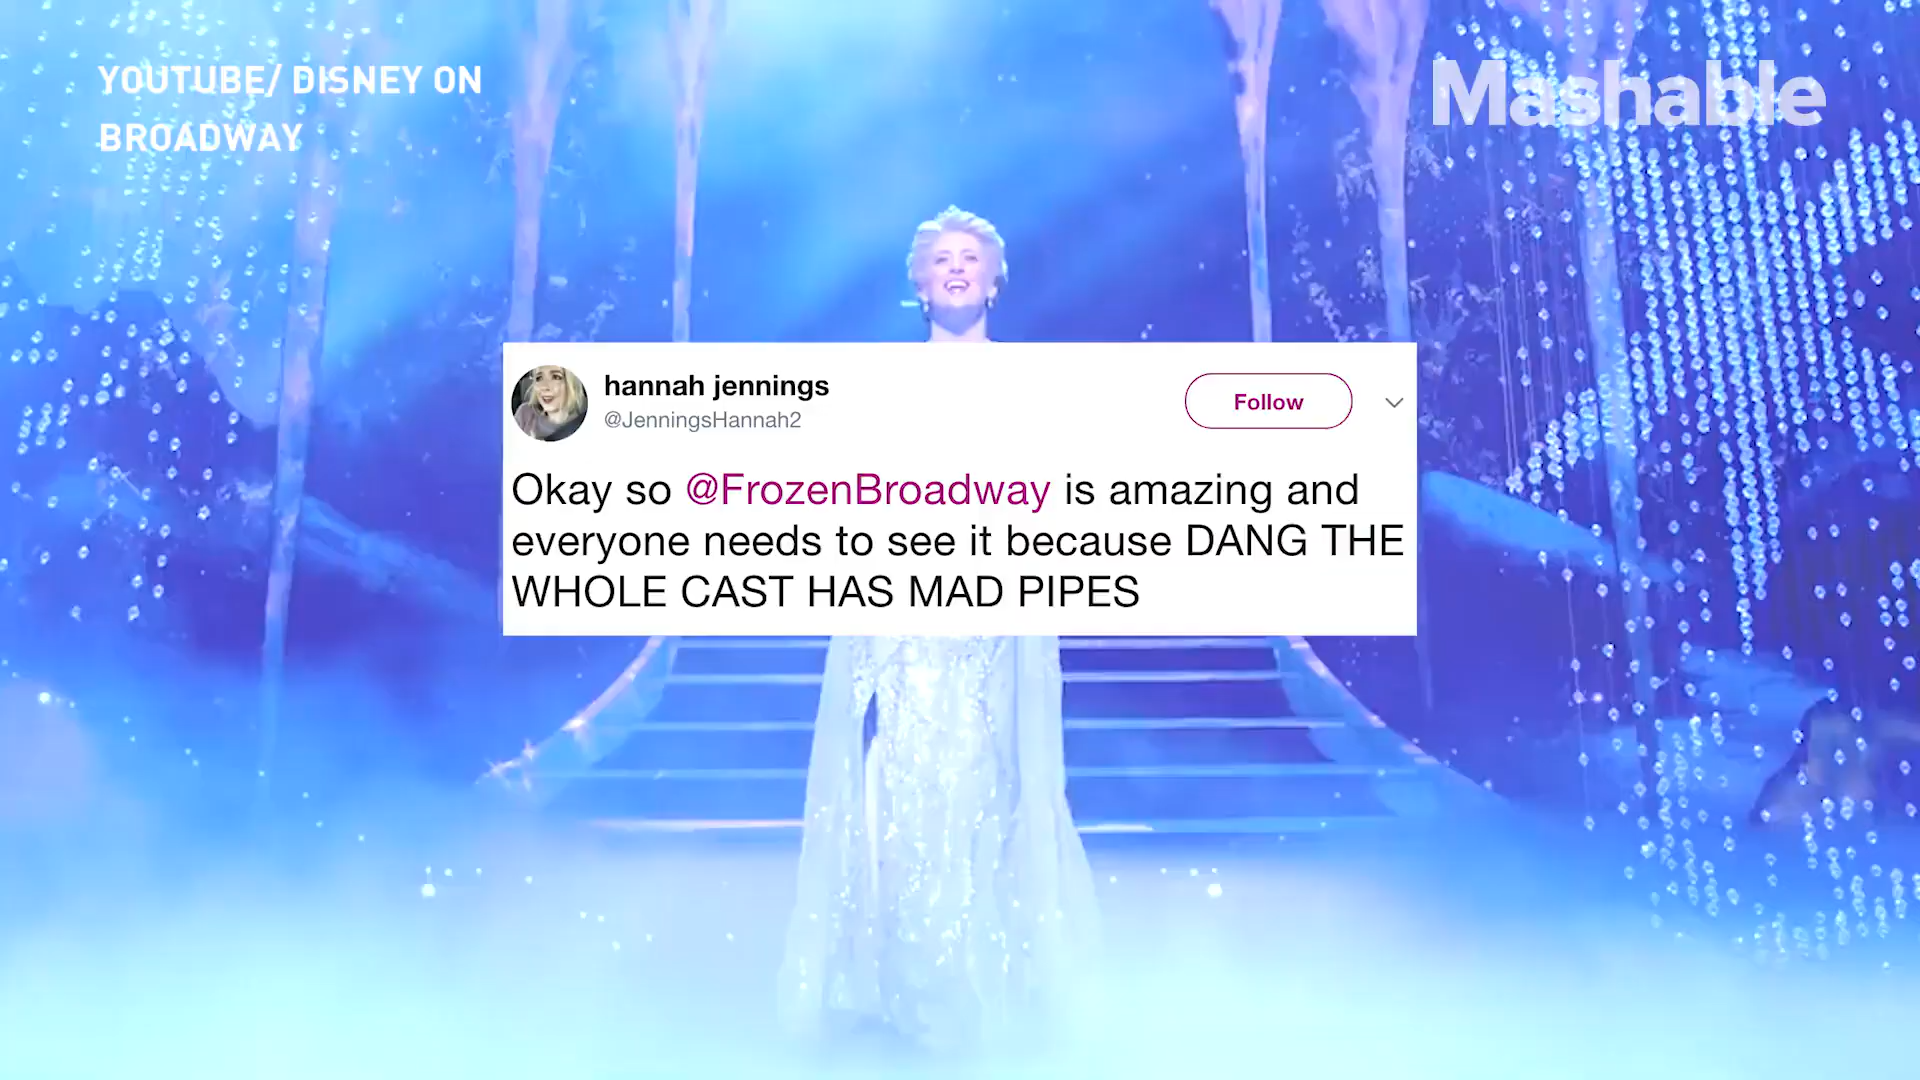 YOUTUBE/ DISNEY ON
BROADWAY
Mashable
hannah jennings
@JenningsHannah2
Follow
Okay so @FrozenBroadway is amazing and
everyone needs to see it because DANG THE
WHOLE CAST HAS MAD PIPES